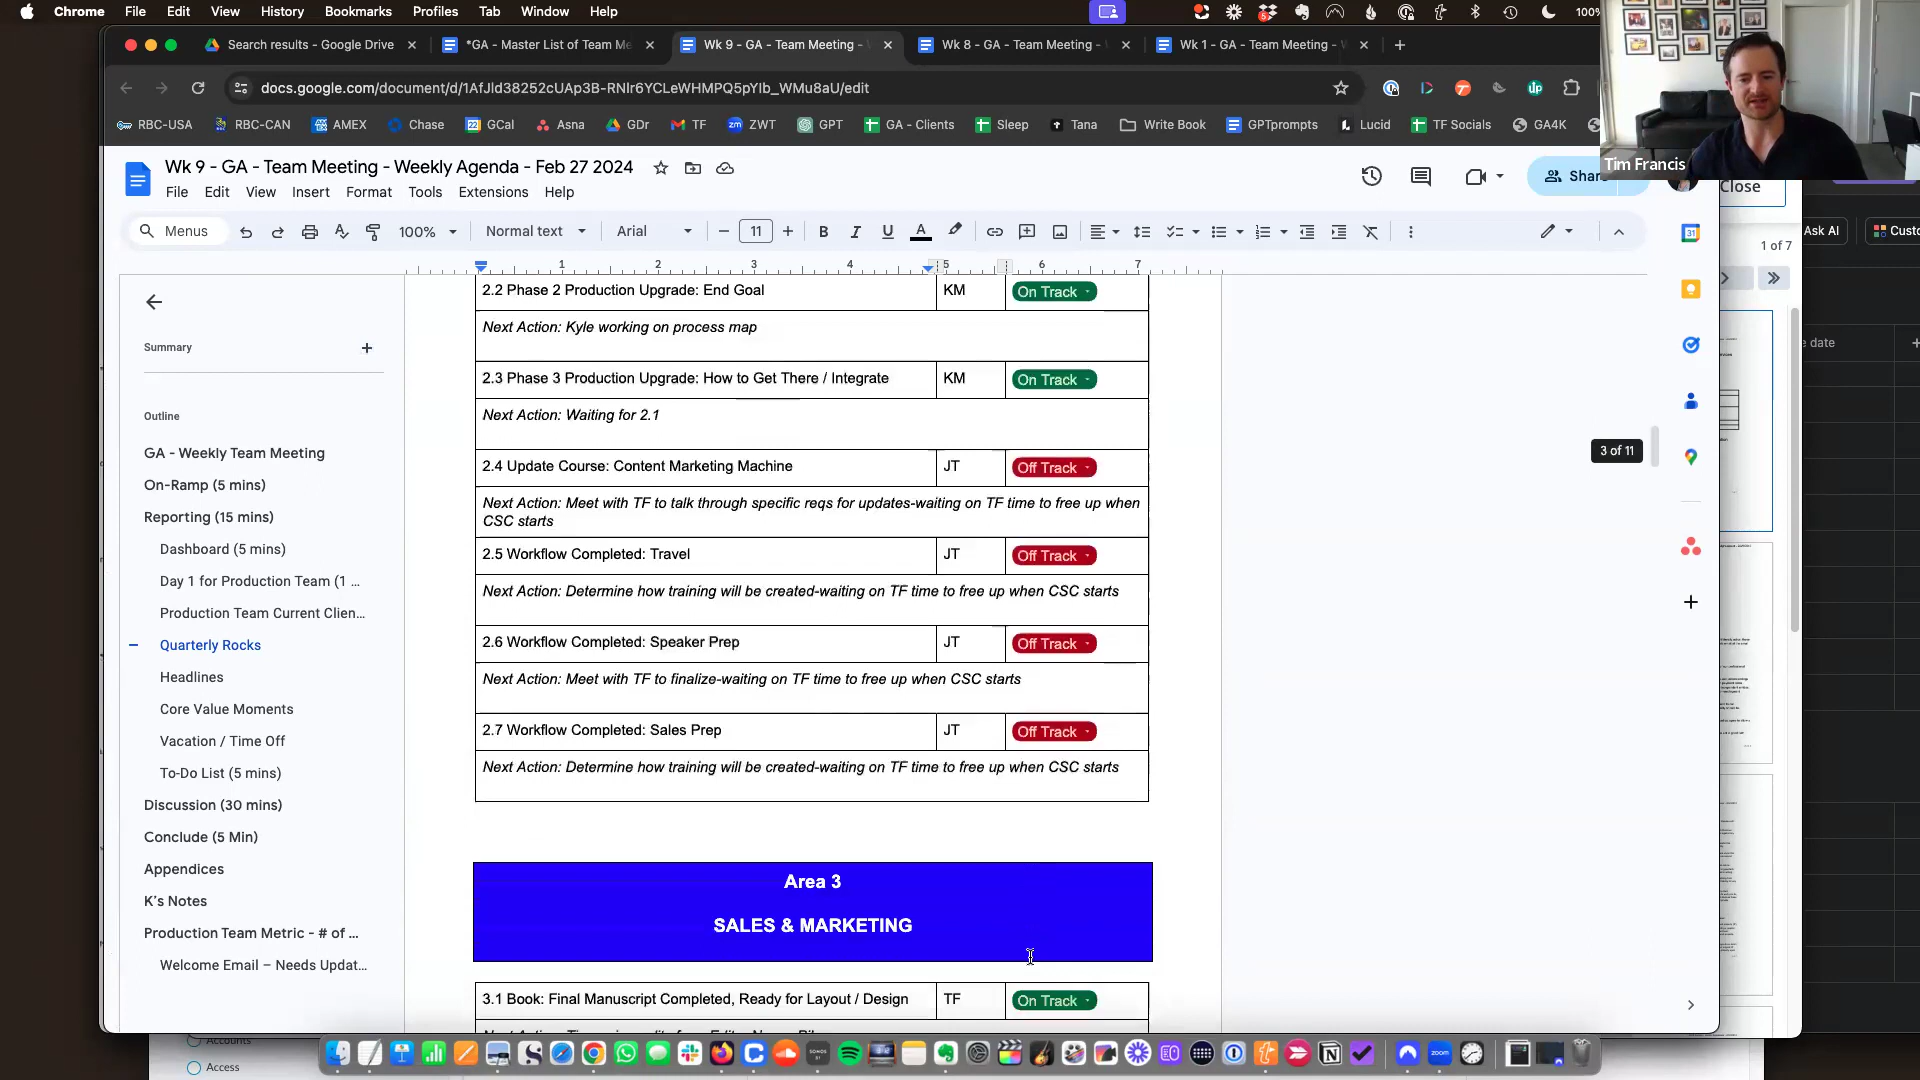 Chrome File Edit View History Bookmarks Profiles Tab Window Help 100%
Search results - Google Drive
*GA - Master List of Team Me
Wk 9 - GA - Team Meeting -
Wk 8 - GA - Team Meeting -
Wk 1 - GA - Team Meeting -
docs.google.com/document/d/1AfJld38252cUAp3B-RNlr6YCLeWHMPQ5pYlb_WMu8aU/edit
RBC-USA RBC-CAN AMEX Chase GCal Asna GDr TF ZWT GPT GA - Clients Sleep Tana Write Book GPTprompts Lucid TF Socials GA4K
Tim Francis
Wk 9 - GA - Team Meeting - Weekly Agenda - Feb 27 2024
File Edit View Insert Format Tools Extensions Help
Share
Close
Menus 100% Normal text Arial 11
Ask AI
Custo
1 of 7
1 2 3 4 5 6 7
Summary
Outline
GA - Weekly Team Meeting
On-Ramp (5 mins)
Reporting (15 mins)
Dashboard (5 mins)
Day 1 for Production Team (1 ...
Production Team Current Clien...
Quarterly Rocks
Headlines
Core Value Moments
Vacation / Time Off
To-Do List (5 mins)
Discussion (30 mins)
Conclude (5 Min)
Appendices
K's Notes
Production Team Metric - # of ...
Welcome Email – Needs Updat...
2.2 Phase 2 Production Upgrade: End Goal KM On Track
Next Action: Kyle working on process map
2.3 Phase 3 Production Upgrade: How to Get There / Integrate KM On Track
Next Action: Waiting for 2.1
2.4 Update Course: Content Marketing Machine JT Off Track
Next Action: Meet with TF to talk through specific reqs for updates-waiting on TF time to free up when
CSC starts
2.5 Workflow Completed: Travel JT Off Track
Next Action: Determine how training will be created-waiting on TF time to free up when CSC starts
2.6 Workflow Completed: Speaker Prep JT Off Track
Next Action: Meet with TF to finalize-waiting on TF time to free up when CSC starts
2.7 Workflow Completed: Sales Prep JT Off Track
Next Action: Determine how training will be created-waiting on TF time to free up when CSC starts
Area 3
SALES & MARKETING
3.1 Book: Final Manuscript Completed, Ready for Layout / Design TF On Track
3 of 11
e date
Accounts
Access